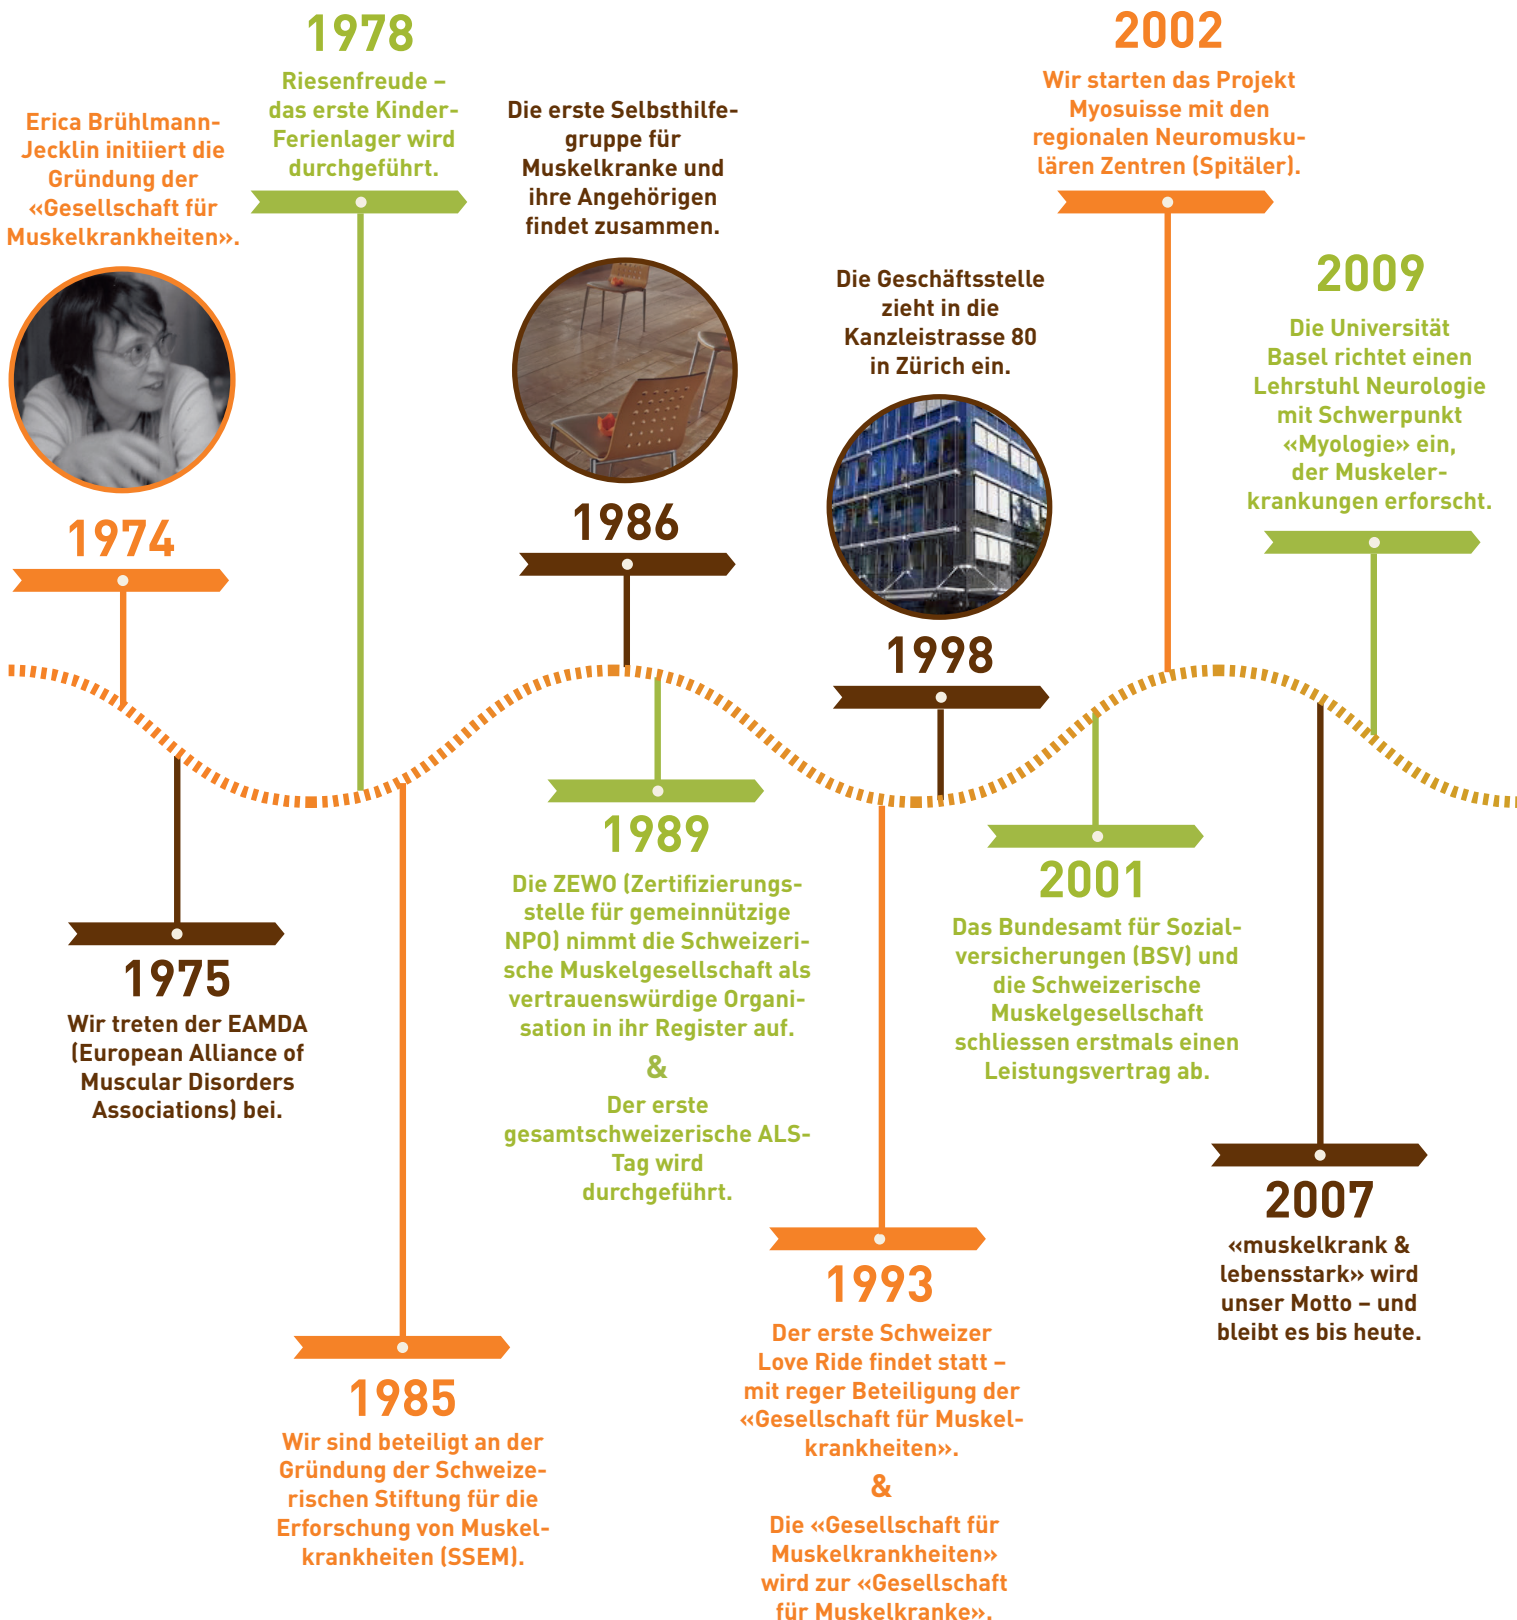 Erica Brühlmann-
Jecklin initiiert die
Gründung der
«Gesellschaft für
Muskelkrankheiten».
1974
1975
Wir treten der EAMDA
(European Alliance of
Muscular Disorders
Associations) bei.
1978
Riesenfreude –
das erste Kinder-
Ferienlager wird
durchgeführt.
1985
Wir sind beteiligt an der
Gründung der Schweize-
rischen Stiftung für die
Erforschung von Muskel-
krankheiten (SSEM).
Die erste Selbsthilfe-
gruppe für
Muskelkranke und
ihre Angehörigen
findet zusammen.
1986
1989
Die ZEWO (Zertifizierungs-
stelle für gemeinnützige
NPO) nimmt die Schweizeri-
sche Muskelgesellschaft als
vertrauenswürdige Organi-
sation in ihr Register auf.
&
Der erste
gesamtschweizerische ALS-
Tag wird
durchgeführt.
1993
Der erste Schweizer
Love Ride findet statt –
mit reger Beteiligung der
«Gesellschaft für Muskel-
krankheiten».
&
Die «Gesellschaft für
Muskelkrankheiten»
wird zur «Gesellschaft
für Muskelkranke».
Die Geschäftsstelle
zieht in die
Kanzleistrasse 80
in Zürich ein.
1998
2001
Das Bundesamt für Sozial-
versicherungen (BSV) und
die Schweizerische
Muskelgesellschaft
schliessen erstmals einen
Leistungsvertrag ab.
2002
Wir starten das Projekt
Myosuisse mit den
regionalen Neuromusku-
lären Zentren (Spitäler).
2007
«muskelkrank &
lebensstark» wird
unser Motto – und
bleibt es bis heute.
2009
Die Universität
Basel richtet einen
Lehrstuhl Neurologie
mit Schwerpunkt
«Myologie» ein,
der Muskeler-
krankungen erforscht.